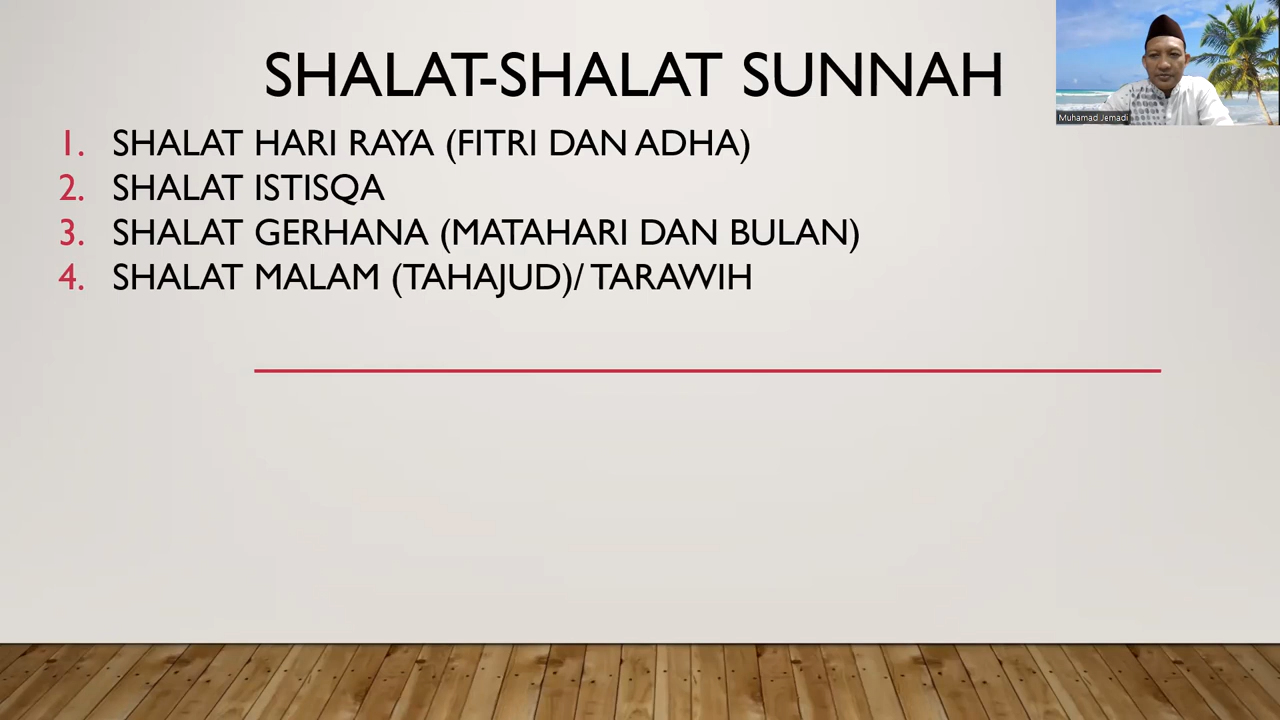 SHALAT-SHALAT SUNNAH
Muhamad Jemadi
1. SHALAT HARI RAYA (FITRI DAN ADHA)
2. SHALAT ISTISQA
3. SHALAT GERHANA (MATAHARI DAN BULAN)
4. SHALAT MALAM (TAHAJUD)/ TARAWIH